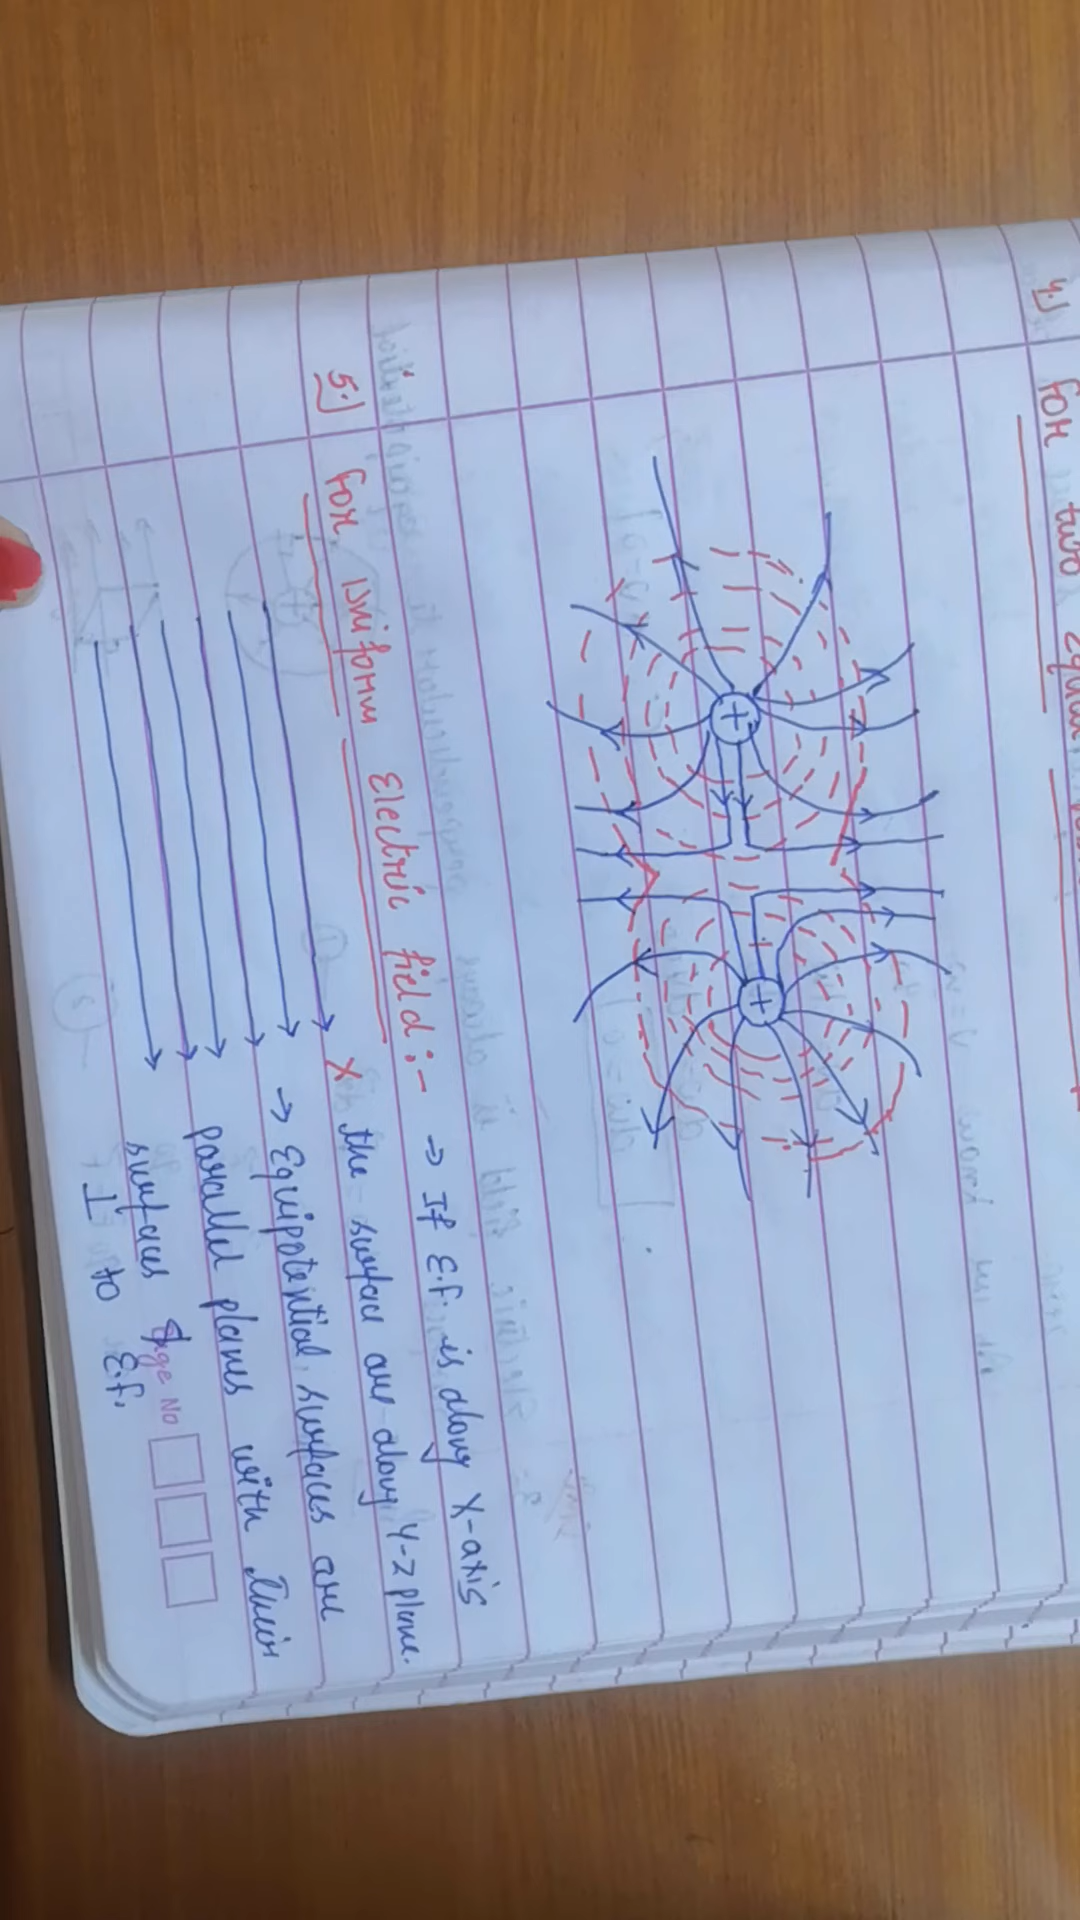 4.) For two equal
+ +
5.) For Uniform Electric field :-
→ If E.f. is along X-axis
X the surface are along Y-Z plane.
→ Equipotential surfaces are
parallel planes with their
surfaces
⊥ to E.f.
Page No